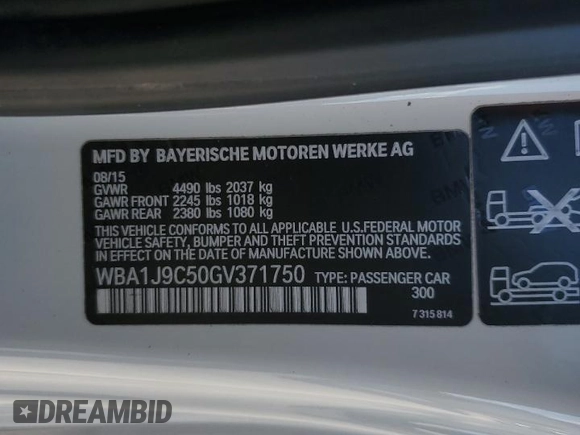 MFD BY BAYERISCHE MOTOREN WERKE AG
08/15
GVWR 4490 lbs 2037 kg
GAWR FRONT 2245 lbs 1018 kg
GAWR REAR 2380 lbs 1080 kg
THIS VEHICLE CONFORMS TO ALL APPLICABLE U.S.FEDERAL MOTOR
VEHICLE SAFETY, BUMPER AND THEFT PREVENTION STANDARDS
IN EFFECT ON THE DATE OF MANUFACTURE SHOWN ABOVE.
WBA1J9C50GV371750 TYPE: PASSENGER CAR
300
7 315 814
DREAMBID